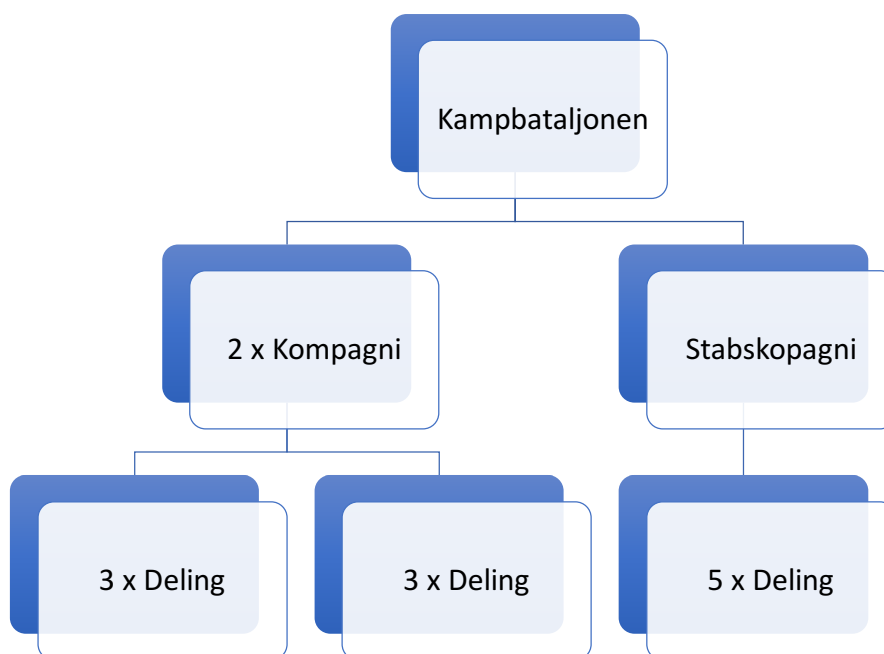 Kampbataljonen
2 x Kompagni
Stabskopagni
3 x Deling
3 x Deling
5 x Deling